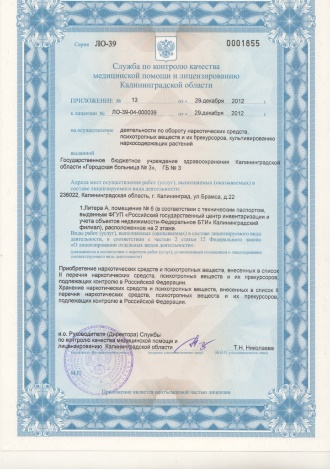 Серия ЛО-39 0001655
Служба по контролю качества
медицинской помощи и лицензированию
Калининградской области
ПРИЛОЖЕНИЕ № 13 от « 29.декабря 2012 »
к лицензии № ЛО-39-04-000039 от « 29.декабря 2012 »
на осуществление деятельности по обороту наркотических средств,
психотропных веществ и их прекурсоров, культивированию
наркосодержащих растений
выданной
Государственное бюджетное учреждение здравоохранения Калининградской
области «Городская больница № 3», ГБ № 3
Адреса мест осуществления работ (услуг), выполняемых (оказываемых) в
составе лицензируемого вида деятельности:
236022, Калининградская область, г. Калининград, ул Брамса, д.22
1.Литера А, помещение № 6 (в соответствии с техническим паспортом,
выданным ФГУП «Российский государственный центр инвентаризации и
учета объектов недвижимости-Федеральное БТИ» Калининградский
филиал), расположенное на 2 этаже.
Виды работ (услуг), выполняемых (оказываемых) в составе лицензируемого вида
деятельности, в соответствии с частью 2 статьи 12 Федерального закона
«О лицензировании отдельных видов деятельности»:
Приобретение наркотических средств и психотропных веществ, внесенных в список
II перечня наркотических средств, психотропных веществ и их прекурсоров,
подлежащих контролю в Российской Федерации.
Хранение наркотических средств и психотропных веществ, внесенных в список II
перечня наркотических средств, психотропных веществ и их прекурсоров,
подлежащих контролю в Российской Федерации.
и.о. Руководителя (Директора) Службы
по контролю качества медицинской помощи и
лицензированию Калининградской области Т.Н. Николаева
М.П.
Приложение является неотъемлемой частью лицензии